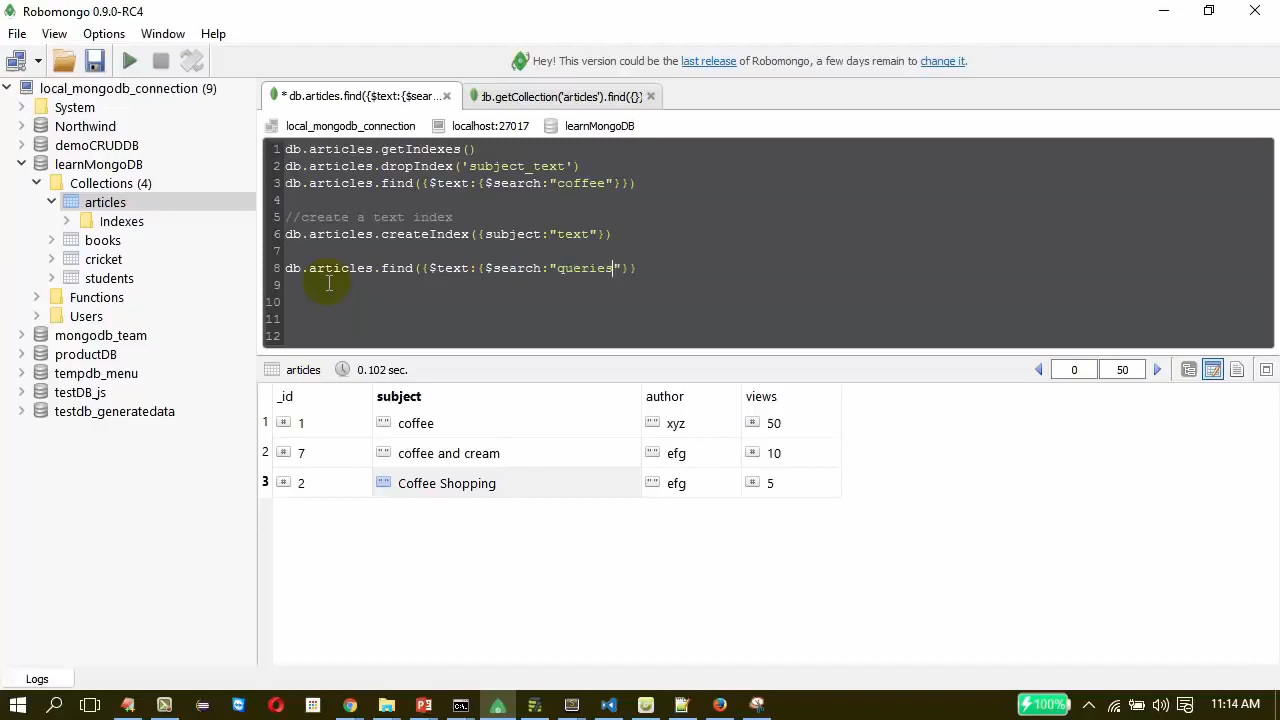 Robomongo 0.9.0-RC4
File View Options Window Help
Hey! This version could be the last release of Robomongo, a few days remain to change it.
local_mongodb_connection (9)
System
Northwind
demoCRUDDB
learnMongoDB
Collections (4)
articles
Indexes
books
cricket
students
Functions
Users
mongodb_team
productDB
tempdb_menu
testDB_js
testdb_generatedata
Logs
* db.articles.find({$text:{$sear...
db.getCollection('articles').find({})
local_mongodb_connection localhost:27017 learnMongoDB
1 db.articles.getIndexes()
2 db.articles.dropIndex('subject_text')
3 db.articles.find({$text:{$search:"coffee"}})
4
5 //create a text index
6 db.articles.createIndex({subject:"text"})
7
8 db.articles.find({$text:{$search:"queries"}}
9
10
11
12
articles 0.102 sec. 0 50
_id subject author views
1 1 coffee xyz 50
2 7 coffee and cream efg 10
3 2 Coffee Shopping efg 5
100% 11:14 AM